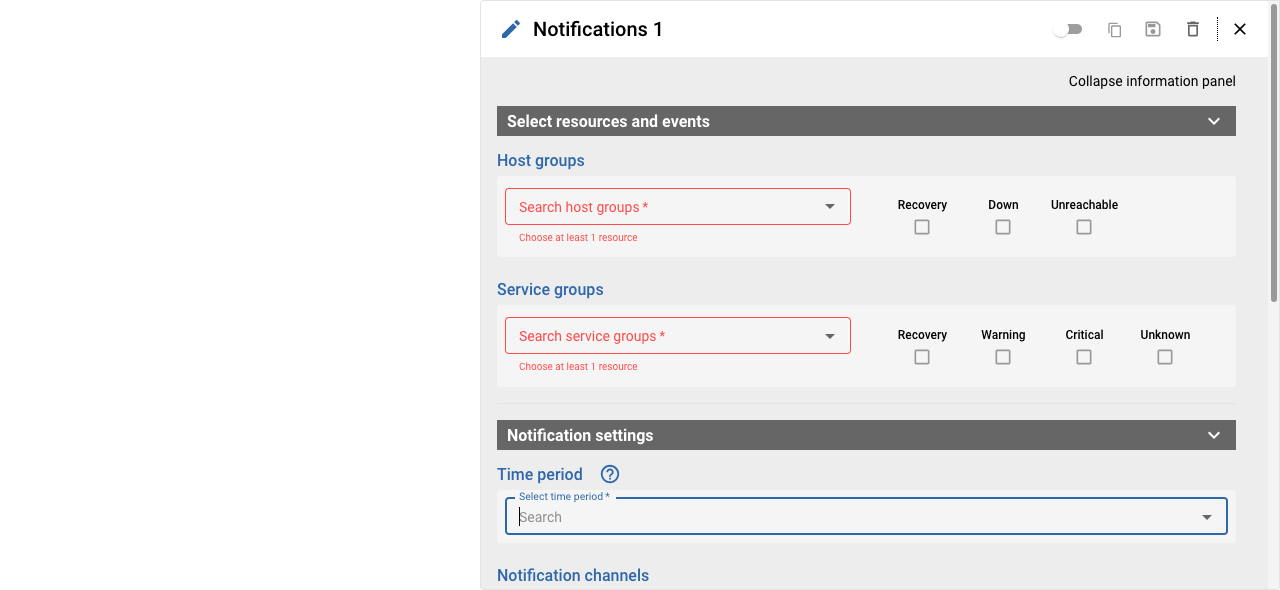 Notifications 1
Collapse information panel
Select resources and events
Host groups
Search host groups *
Recovery Down Unreachable
Choose at least 1 resource
Service groups
Search service groups *
Recovery Warning Critical Unknown
Choose at least 1 resource
Notification settings
Time period ?
Select time period *
Search
Notification channels